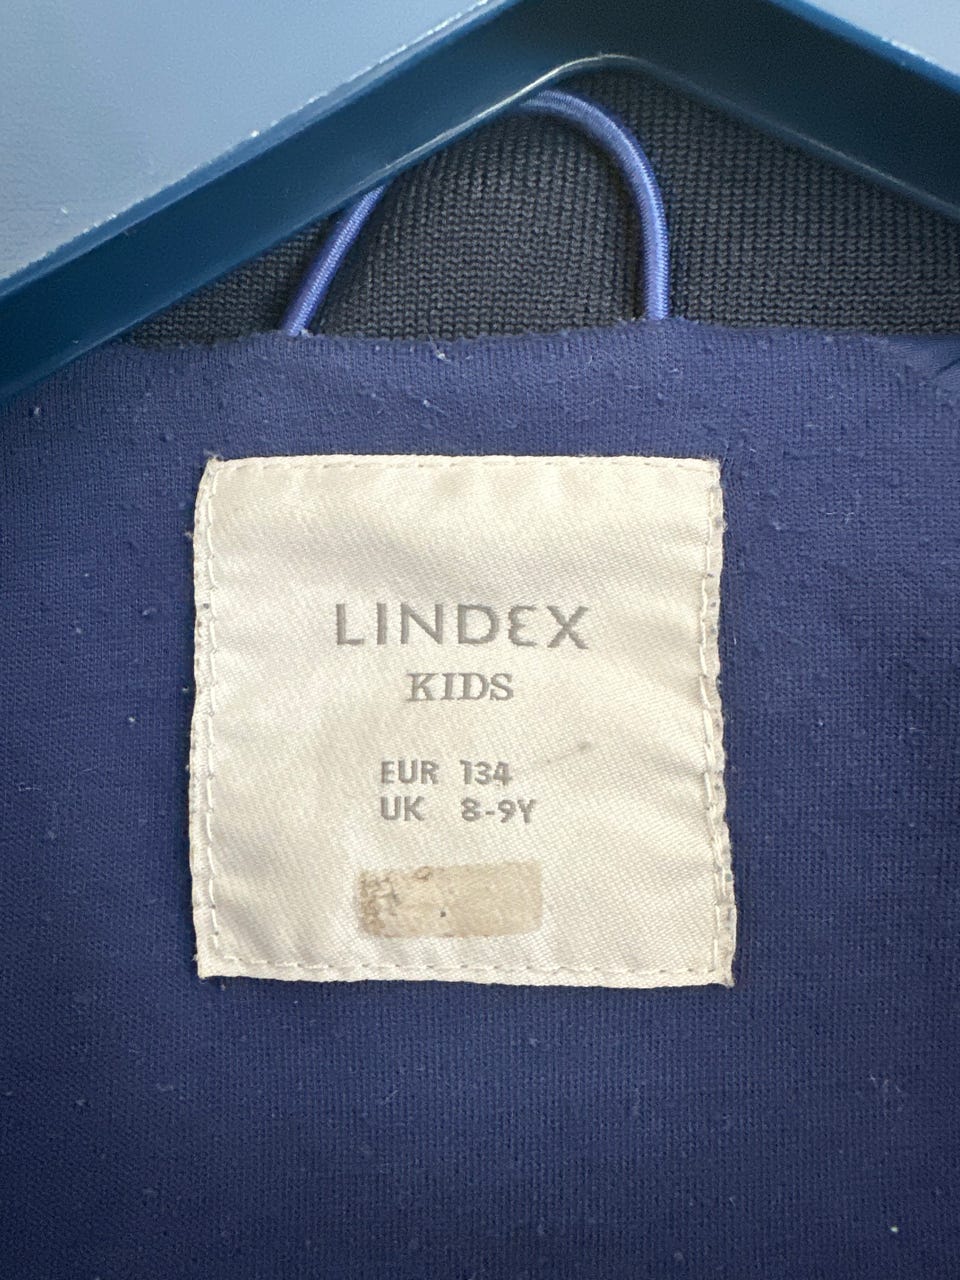 LINDEX
KIDS
EUR 134
UK 8-9Y